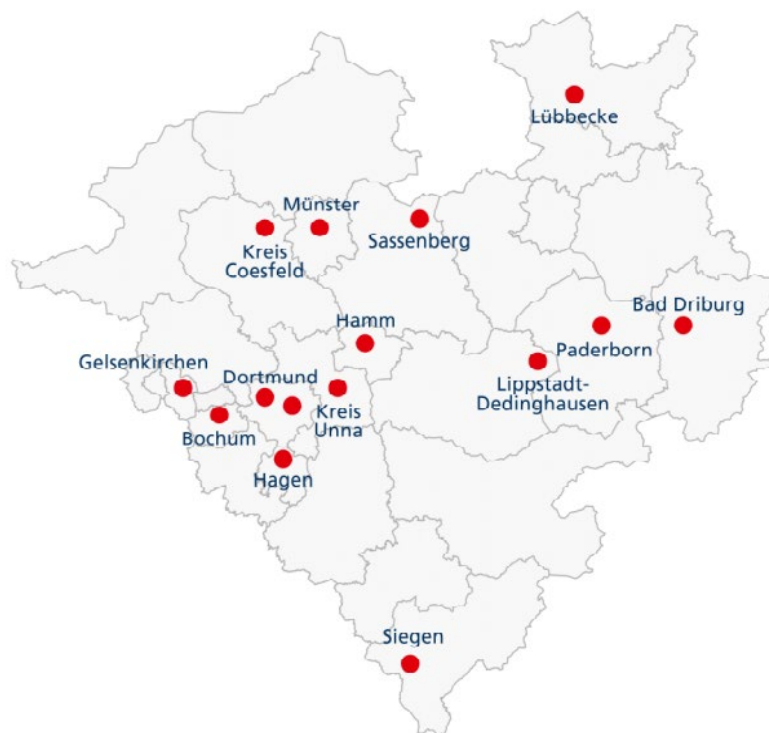 Lübbecke
Münster
Sassenberg
Kreis
Coesfeld
Bad Driburg
Hamm
Paderborn
Gelsenkirchen
Dortmund
Lippstadt-
Dedinghausen
Kreis
Unna
Bochum
Hagen
Siegen